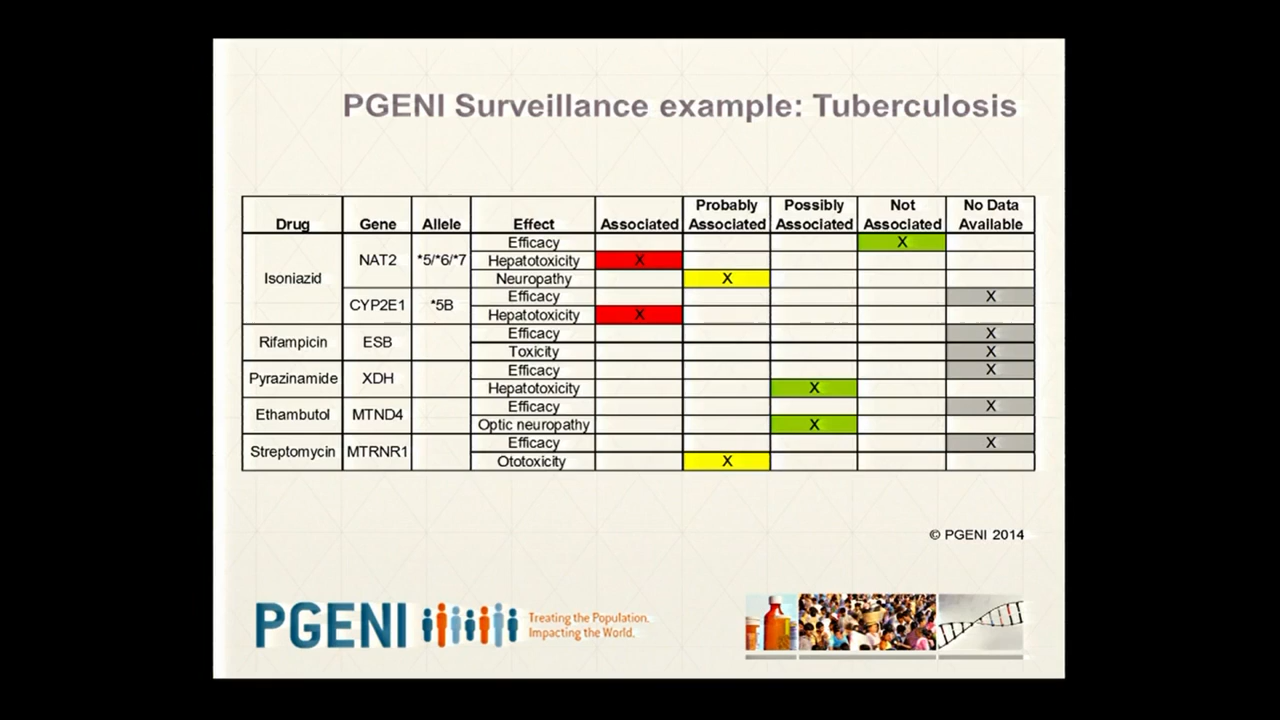 PGENI Surveillance example: Tuberculosis
Drug Gene Allele Effect Associated Probably Associated Possibly Associated Not Associated No Data Available
Isoniazid NAT2 *5/*6/*7 Efficacy X
Hepatotoxicity X
Neuropathy X
CYP2E1 *5B Efficacy X
Hepatotoxicity X
Rifampicin ESB Efficacy X
Toxicity X
Pyrazinamide XDH Efficacy X
Hepatotoxicity X
Ethambutol MTND4 Efficacy X
Optic neuropathy X
Streptomycin MTRNR1 Efficacy X
Ototoxicity X
© PGENI 2014
PGENI
Treating the Population.
Impacting the World.